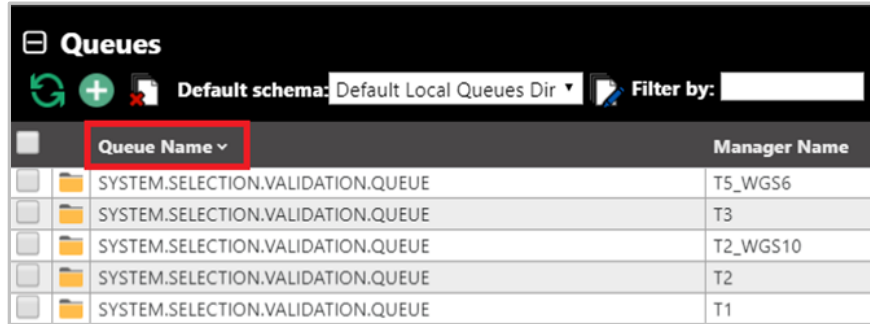 Queues
Default schema: Default Local Queues Dir Filter by:
Queue Name Manager Name
SYSTEM.SELECTION.VALIDATION.QUEUE T5_WGS6
SYSTEM.SELECTION.VALIDATION.QUEUE T3
SYSTEM.SELECTION.VALIDATION.QUEUE T2_WGS10
SYSTEM.SELECTION.VALIDATION.QUEUE T2
SYSTEM.SELECTION.VALIDATION.QUEUE T1